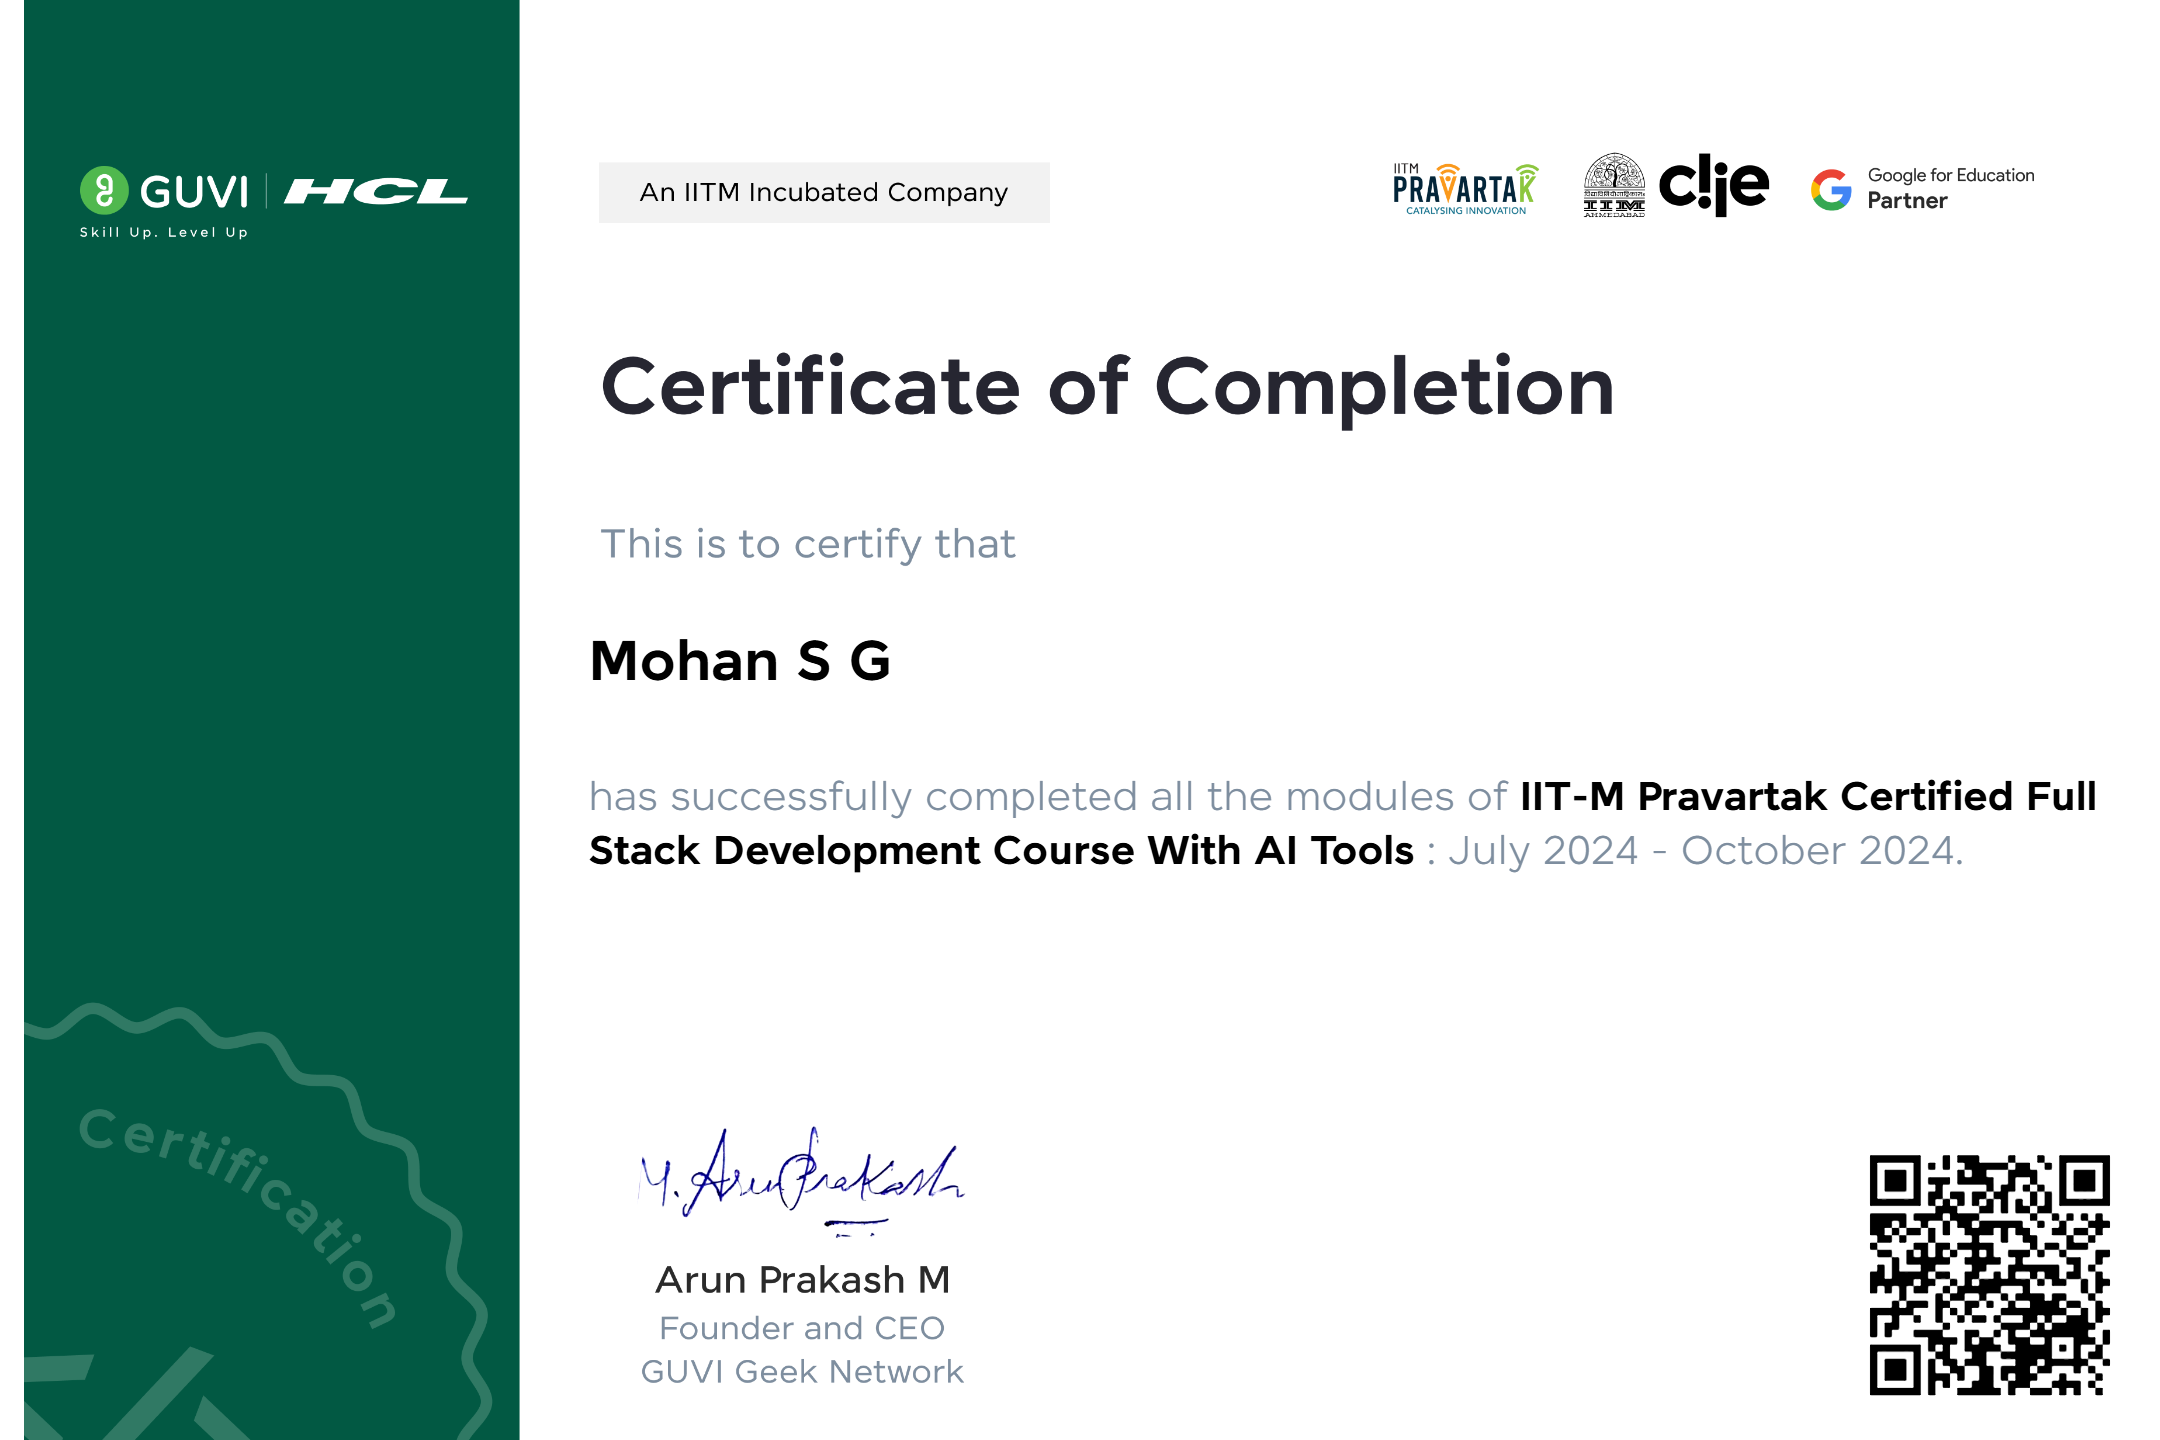 GUVI HCL
Skill Up. Level Up
An IITM Incubated Company
IITM
PRAVARTAK
CATALYSING INNOVATION
IIM
AHMEDABAD
c!ie
Google for Education
Partner
Certificate of Completion
This is to certify that
Mohan S G
has successfully completed all the modules of IIT-M Pravartak Certified Full
Stack Development Course With AI Tools : July 2024 - October 2024.
Certification
M. Arun Prakash
Arun Prakash M
Founder and CEO
GUVI Geek Network